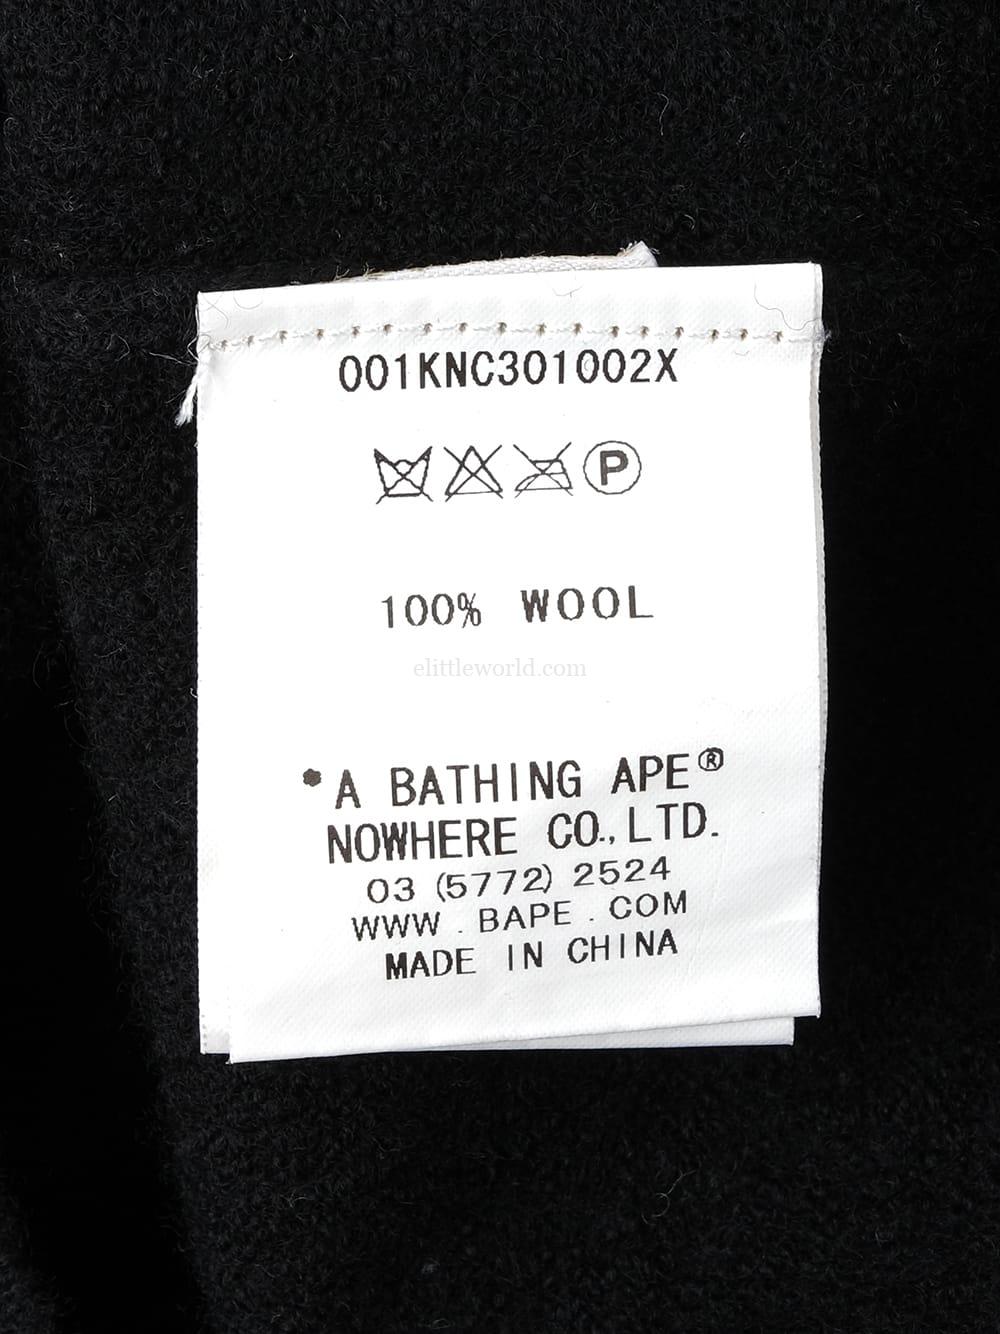 001KNC301002X
P
100% WOOL
elittleworld.com
*A BATHING APE®
NOWHERE CO., LTD.
03 (5772) 2524
WWW . BAPE . COM
MADE IN CHINA